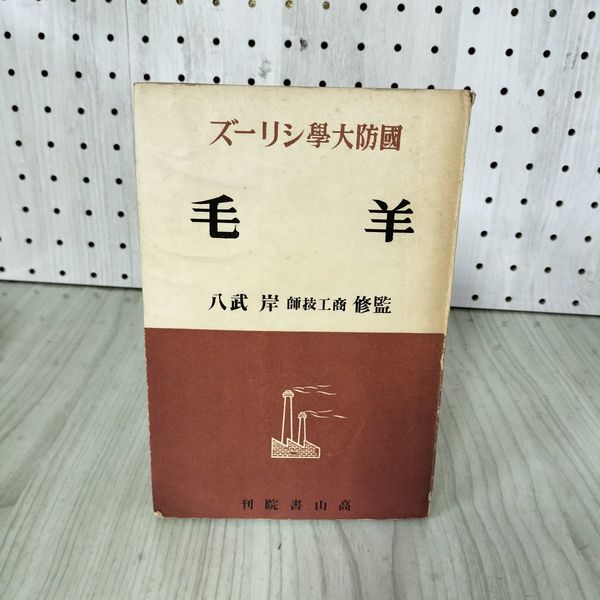 國防大學シリーズ
羊毛
監修 商工技師 岸武八
高山書院刊